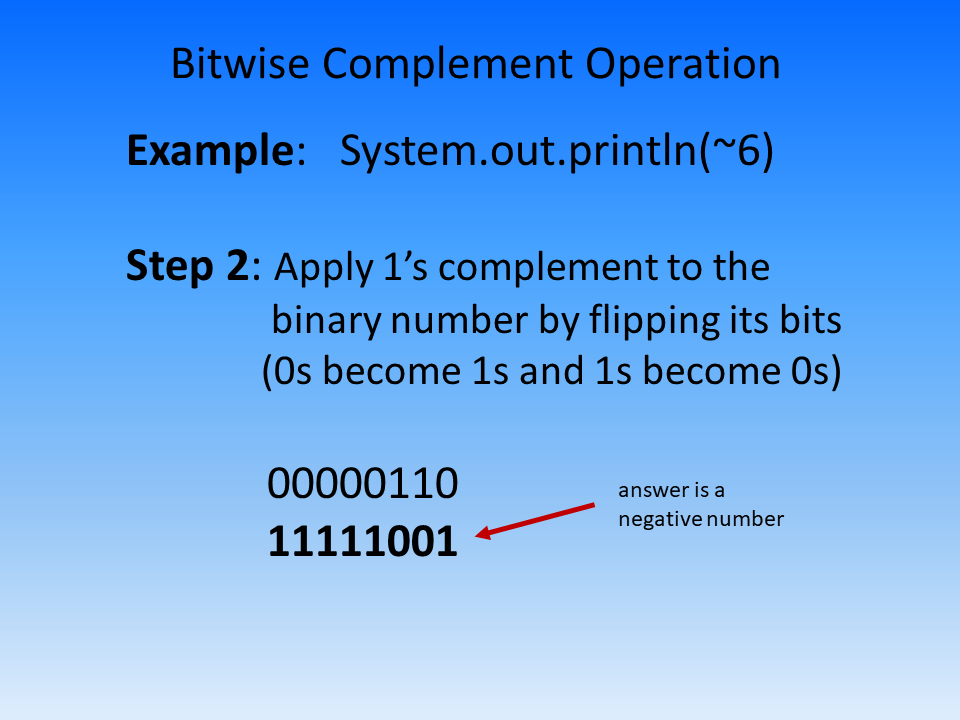 Bitwise Complement Operation
Example: System.out.println(~6)
Step 2: Apply 1’s complement to the
binary number by flipping its bits
(0s become 1s and 1s become 0s)
00000110
11111001
answer is a
negative number